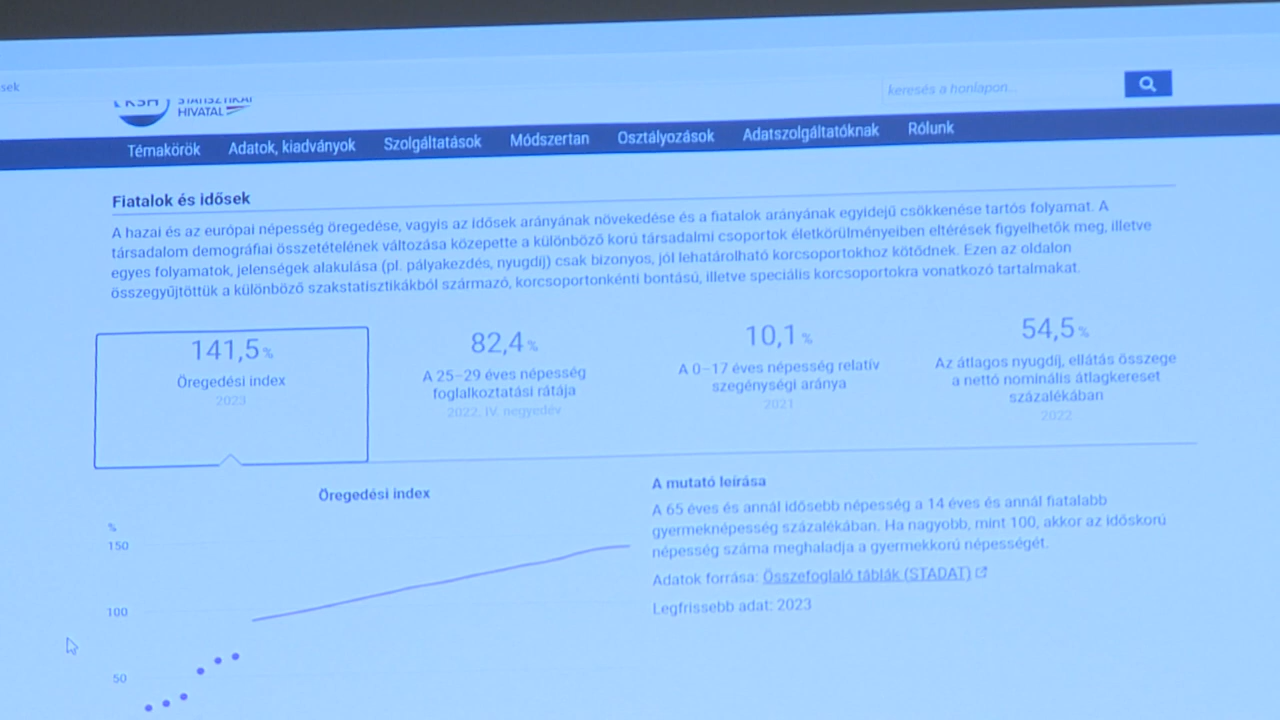 sek
KSH
STATISZTIKAI
HIVATAL
keresés a honlapon...
Témakörök Adatok, kiadványok Szolgáltatások Módszertan Osztályozások Adatszolgáltatóknak Rólunk
Fiatalok és idősek
A hazai és az európai népesség öregedése, vagyis az idősek arányának növekedése és a fiatalok arányának egyidejű csökkenése tartós folyamat. A
társadalom demográfiai összetételének változása közepette a különböző korú társadalmi csoportok életkörülményeiben eltérések figyelhetők meg, illetve
egyes folyamatok, jelenségek alakulása (pl. pályakezdés, nyugdíj) csak bizonyos, jól lehatárolható korcsoportokhoz kötődnek. Ezen az oldalon
összegyűjtöttük a különböző szakstatisztikákból származó, korcsoportonkénti bontású, illetve speciális korcsoportokra vonatkozó tartalmakat.
141,5%
Öregedési index
2023
82,4%
A 25–29 éves népesség
foglalkoztatási rátája
2022. IV. negyedév
10,1%
A 0–17 éves népesség relatív
szegénységi aránya
2021
54,5%
Az átlagos nyugdíj, ellátás összege
a nettó nominális átlagkereset
százalékában
2022
Öregedési index
%
150
100
50
A mutató leírása
A 65 éves és annál idősebb népesség a 14 éves és annál fiatalabb
gyermeknépesség százalékában. Ha nagyobb, mint 100, akkor az időskorú
népesség száma meghaladja a gyermekkorú népességét.
Adatok forrása: Összefoglaló táblák (STADAT)
Legfrissebb adat: 2023